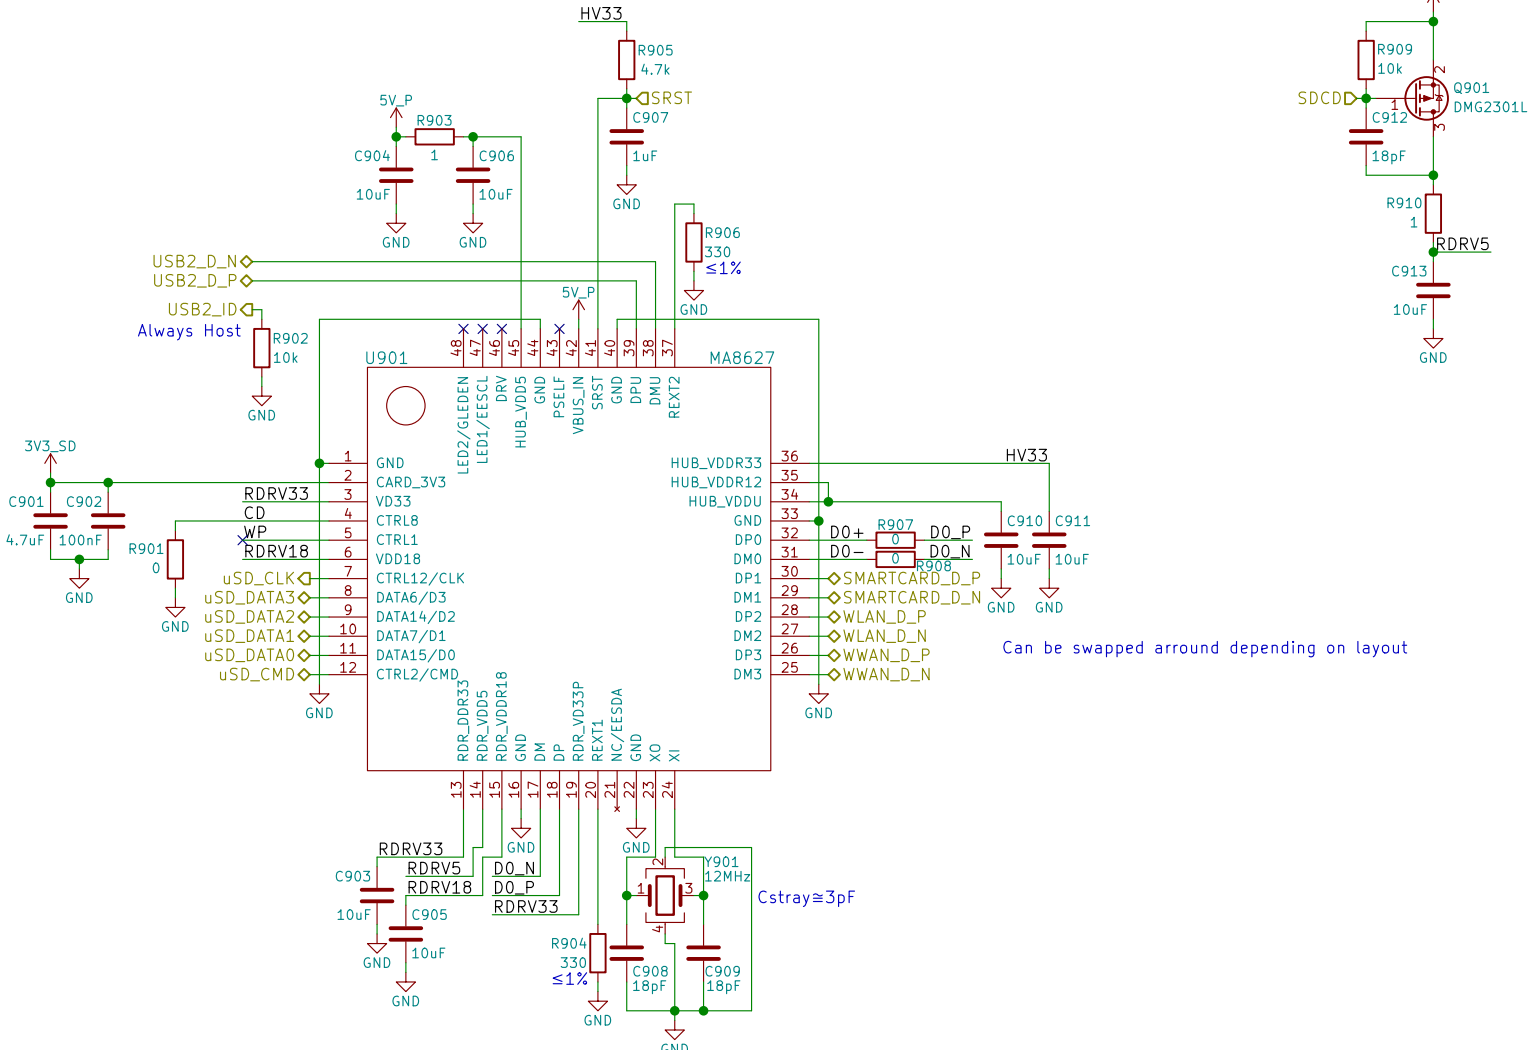 HV33
R905
4.7k
SRST
C907
1uF
GND
5V_P
R903
1
C904
10uF
GND
C906
10uF
GND
R909
10k
SDCD
1
2
3
Q901
DMG2301L
C912
18pF
R910
1
RDRV5
C913
10uF
GND
R906
330
≤1%
GND
USB2_D_N
USB2_D_P
USB2_ID
Always Host
R902
10k
GND
5V_P
U901
MA8627
48
47
46
45
44
43
42
41
40
39
38
37
LED2/GLEDEN
LED1/EESCL
DRV
HUB_VDD5
GND
PSELF
VBUS_IN
SRST
GND
DPU
DMU
REXT2
3V3_SD
C901
4.7uF
C902
100nF
GND
RDRV33
CD
WP
RDRV18
R901
0
GND
uSD_CLK
uSD_DATA3
uSD_DATA2
uSD_DATA1
uSD_DATA0
uSD_CMD
GND
1 GND
2 CARD_3V3
3 VD33
4 CTRL8
5 CTRL1
6 VDD18
7 CTRL12/CLK
8 DATA6/D3
9 DATA14/D2
10 DATA7/D1
11 DATA15/D0
12 CTRL2/CMD
HUB_VDDR33 36
HUB_VDDR12 35
HUB_VDDU 34
GND 33
DP0 32
DM0 31
DP1 30
DM1 29
DP2 28
DM2 27
DP3 26
DM3 25
HV33
D0+
R907
0
D0_P
D0-
0
R908
D0_N
SMARTCARD_D_P
SMARTCARD_D_N
WLAN_D_P
WLAN_D_N
WWAN_D_P
WWAN_D_N
GND
C910
10uF
GND
C911
10uF
GND
Can be swapped arround depending on layout
RDR_DDR33
RDR_VDD5
RDR_VDDR18
GND
DM
DP
RDR_VD33P
REXT1
NC/EESDA
GND
XO
XI
13
14
15
16
17
18
19
20
21
22
23
24
GND
GND
RDRV33
RDRV5
RDRV18
D0_N
D0_P
RDRV33
C903
10uF
GND
C905
10uF
GND
R904
330
≤1%
GND
Y901
12MHz
1
2
3
4
Cstray≅3pF
C908
18pF
C909
18pF
GND